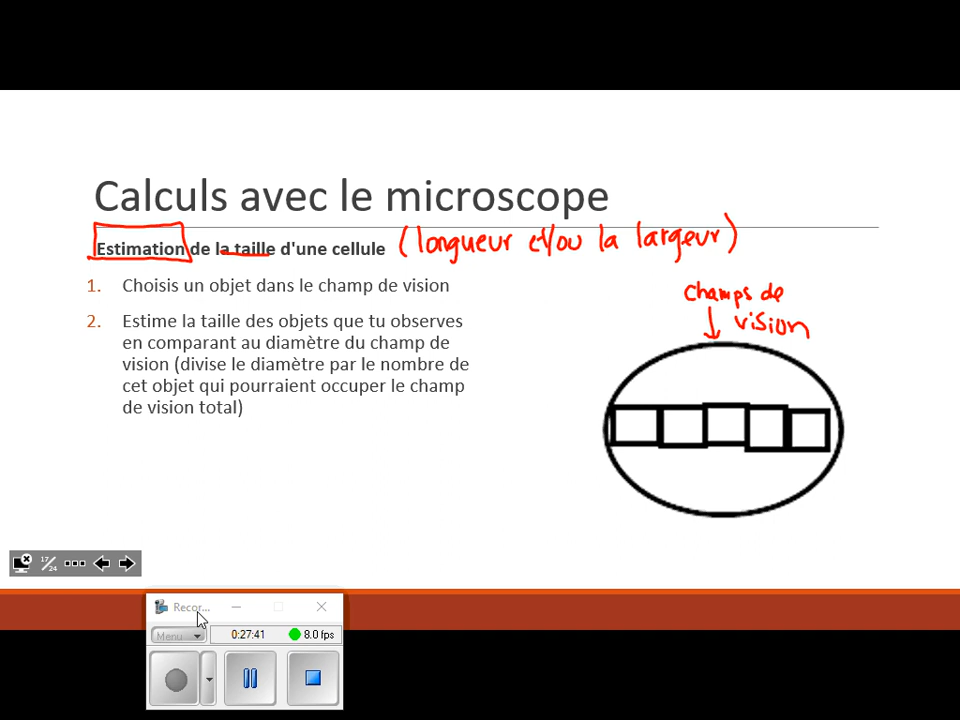 Calculs avec le microscope
Estimation de la taille d'une cellule (longueur et/ou la largeur)
1. Choisis un objet dans le champ de vision
2. Estime la taille des objets que tu observes
en comparant au diamètre du champ de
vision (divise le diamètre par le nombre de
cet objet qui pourraient occuper le champ
de vision total)
Champs de
vision
17/24
Recor...
Menu
0:27:41
8.0 fps